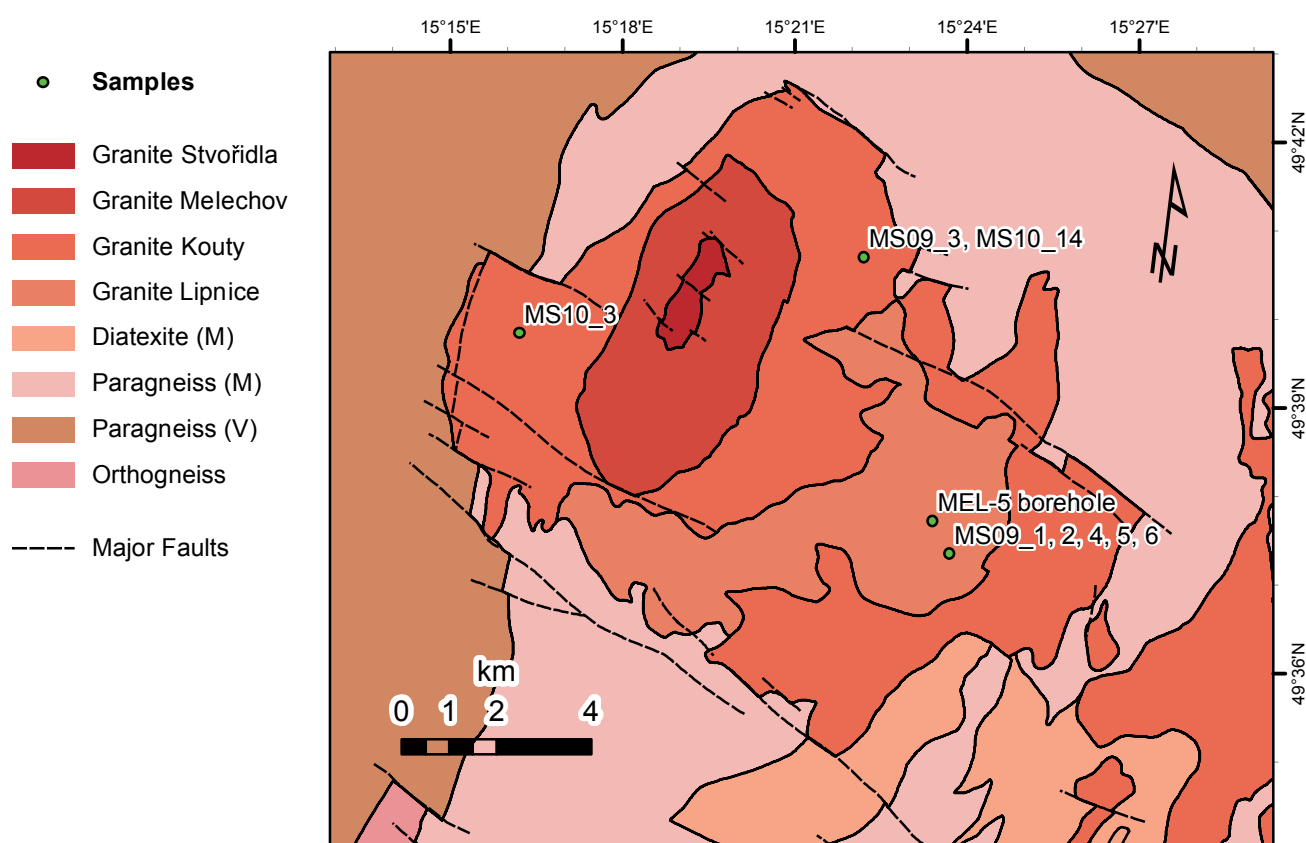 15°15'E 15°18'E 15°21'E 15°24'E 15°27'E
Samples
Granite Stvořidla
Granite Melechov
Granite Kouty
Granite Lipnice
Diatexite (M)
Paragneiss (M)
Paragneiss (V)
Orthogneiss
Major Faults
49°42'N
N
MS09_3, MS10_14
MS10_3
49°39'N
MEL-5 borehole
MS09_1, 2, 4, 5, 6
49°36'N
km
0 1 2 4